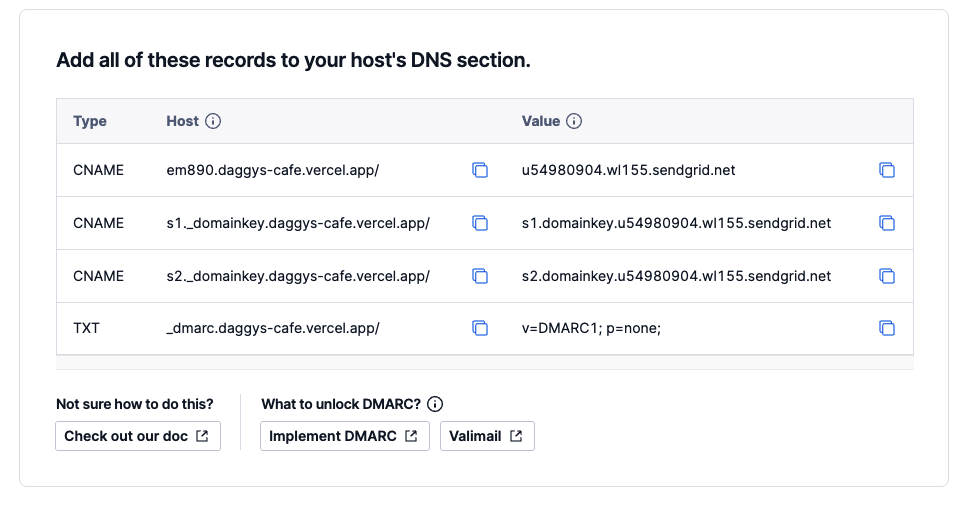 Add all of these records to your host's DNS section.
Type Host Value
CNAME em890.daggys-cafe.vercel.app/ u54980904.wl155.sendgrid.net
CNAME s1._domainkey.daggys-cafe.vercel.app/ s1.domainkey.u54980904.wl155.sendgrid.net
CNAME s2._domainkey.daggys-cafe.vercel.app/ s2.domainkey.u54980904.wl155.sendgrid.net
TXT _dmarc.daggys-cafe.vercel.app/ v=DMARC1; p=none;
Not sure how to do this? What to unlock DMARC?
Check out our doc Implement DMARC Valimail